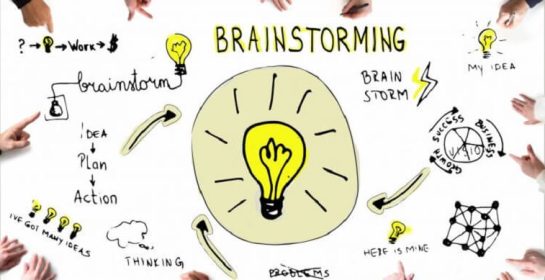 BRAINSTORMING
? → → Work → $
brainstorm
BRAIN
STORM
MY IDEA
IDEA
Plan
Action
SUCCESS
BUSINESS
GROWTH
VISION
I'VE GOT MANY IDEAS
THINKING
HERE IS MINE
PROBLEMS